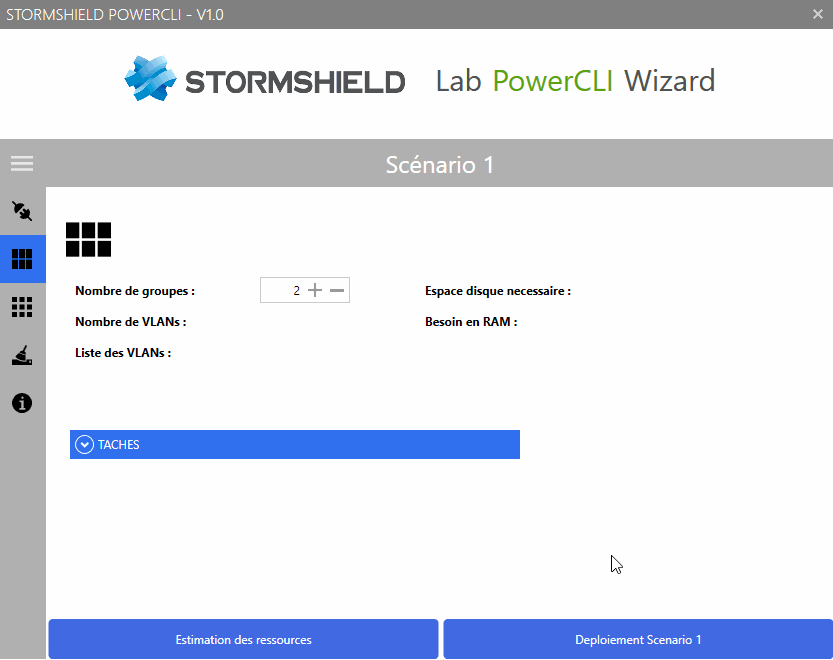 STORMSHIELD POWERCLI - V1.0
STORMSHIELD Lab PowerCLI Wizard
Scénario 1
Nombre de groupes : 2 Espace disque necessaire :
Nombre de VLANs : Besoin en RAM :
Liste des VLANs :
TACHES
Estimation des ressources Deploiement Scenario 1